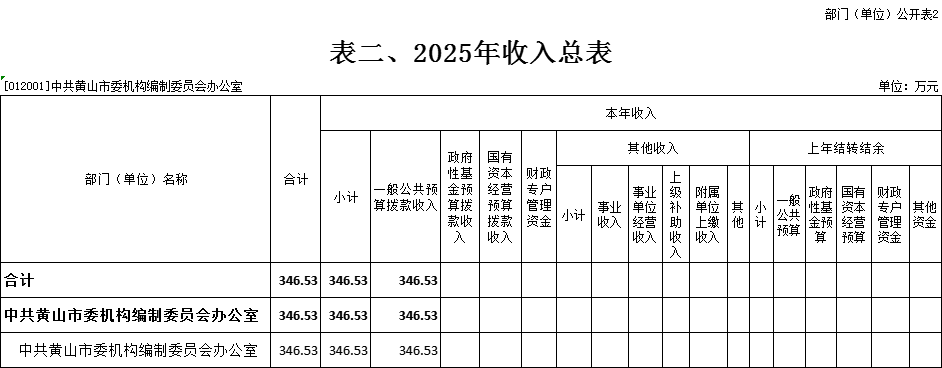 部门（单位）公开表2
表二、2025年收入总表
[012001]中共黄山市委机构编制委员会办公室 单位：万元
部门（单位）名称 合计 本年收入
小计 一般公共预算拨款收入 政府性基金预算拨款收入 国有资本经营预算拨款收入 财政专户管理资金 其他收入 上年结转结余
小计 事业收入 事业单位经营收入 上级补助收入 附属单位上缴收入 其他 小计 一般公共预算 政府性基金预算 国有资本经营预算 财政专户管理资金 其他资金
合计 346.53 346.53 346.53
中共黄山市委机构编制委员会办公室 346.53 346.53 346.53
中共黄山市委机构编制委员会办公室 346.53 346.53 346.53